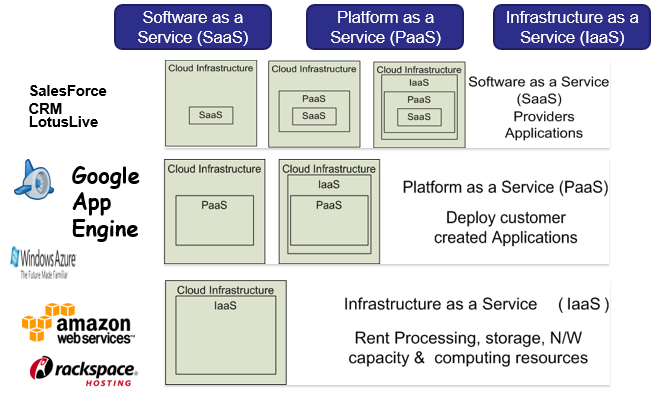 Software as a
Service (SaaS)
Platform as a
Service (PaaS)
Infrastructure as a
Service (IaaS)
SalesForce
CRM
LotusLive
Cloud Infrastructure
SaaS
Cloud Infrastructure
PaaS
SaaS
Cloud Infrastructure
IaaS
PaaS
SaaS
Software as a Service
(SaaS)
Providers
Applications
Google
App
Engine
Windows Azure
The Future Made Familiar
Cloud Infrastructure
PaaS
Cloud Infrastructure
IaaS
PaaS
Platform as a Service (PaaS)
Deploy customer
created Applications
amazon
webservices™
rackspace
HOSTING
Cloud Infrastructure
IaaS
Infrastructure as a Service ( IaaS )
Rent Processing, storage, N/W
capacity & computing resources